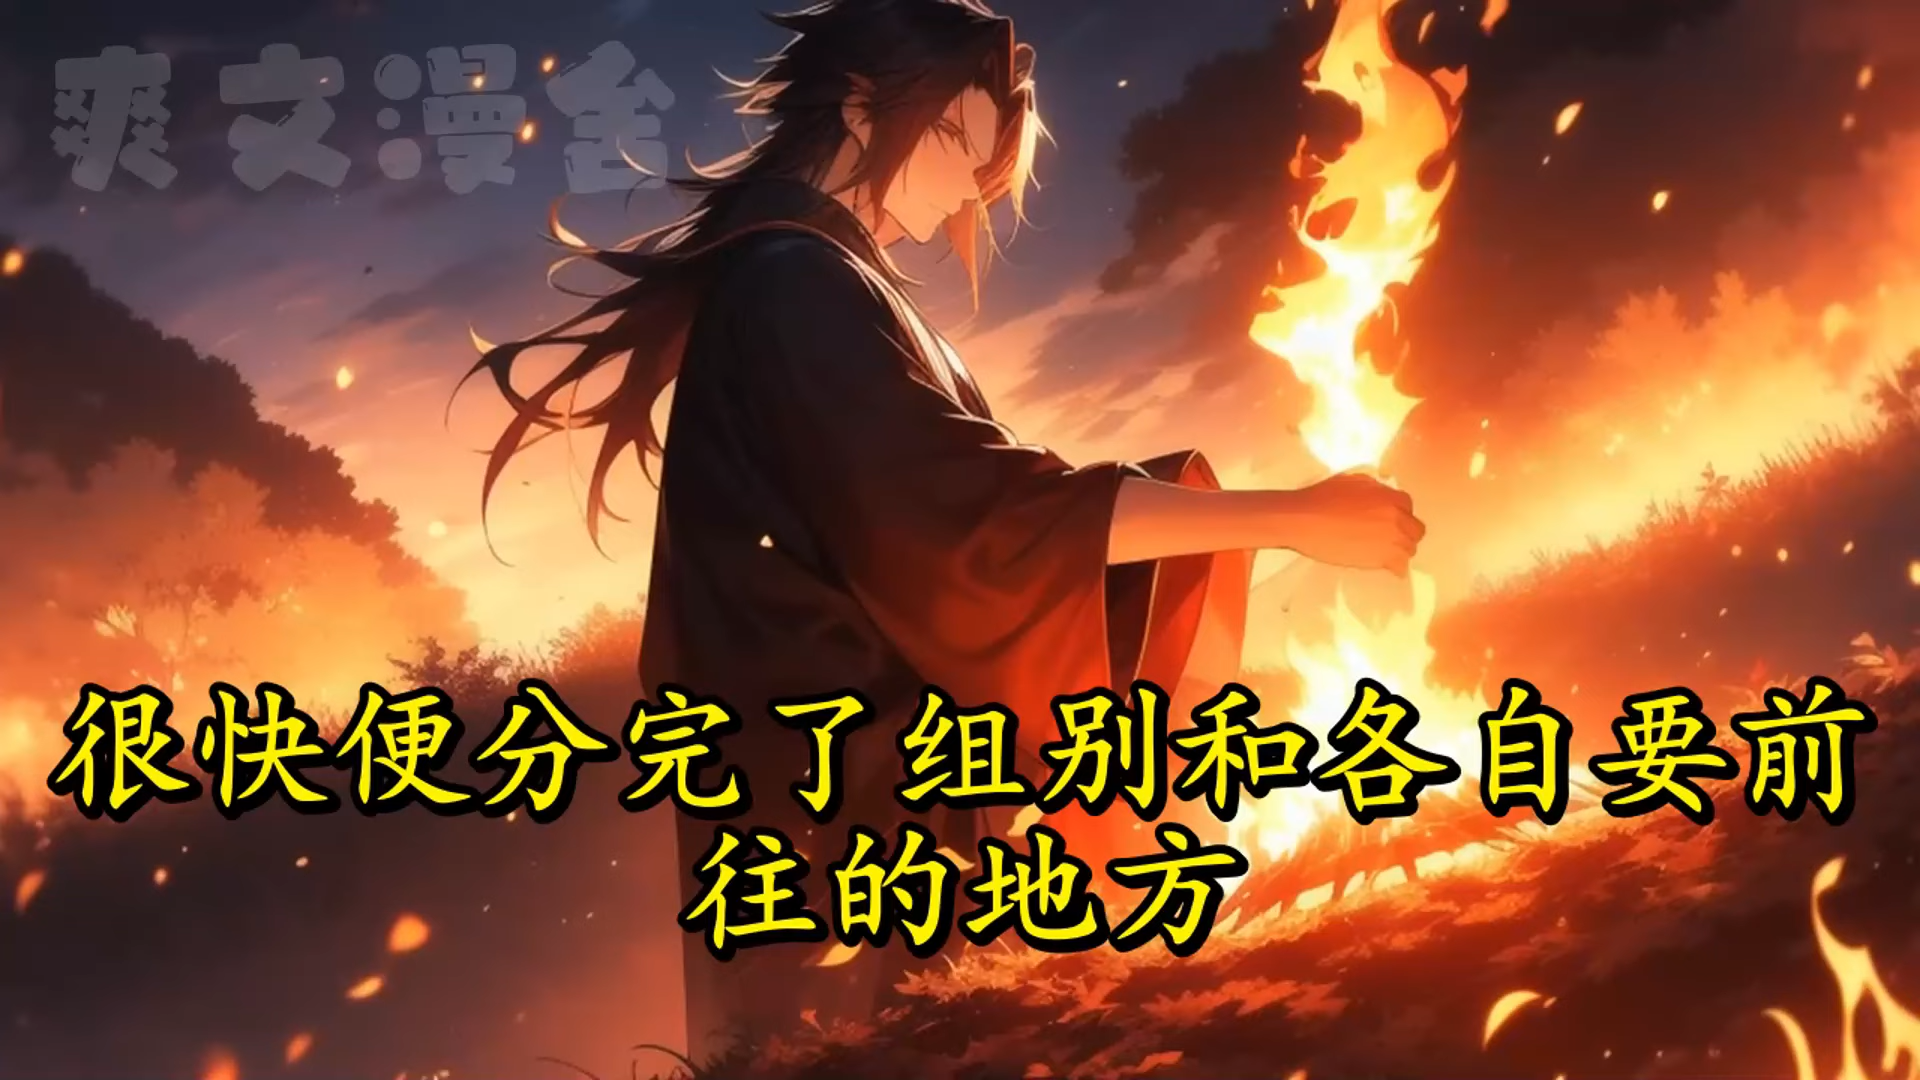 爽文漫舍
很快便分完了组别和各自要前
往的地方